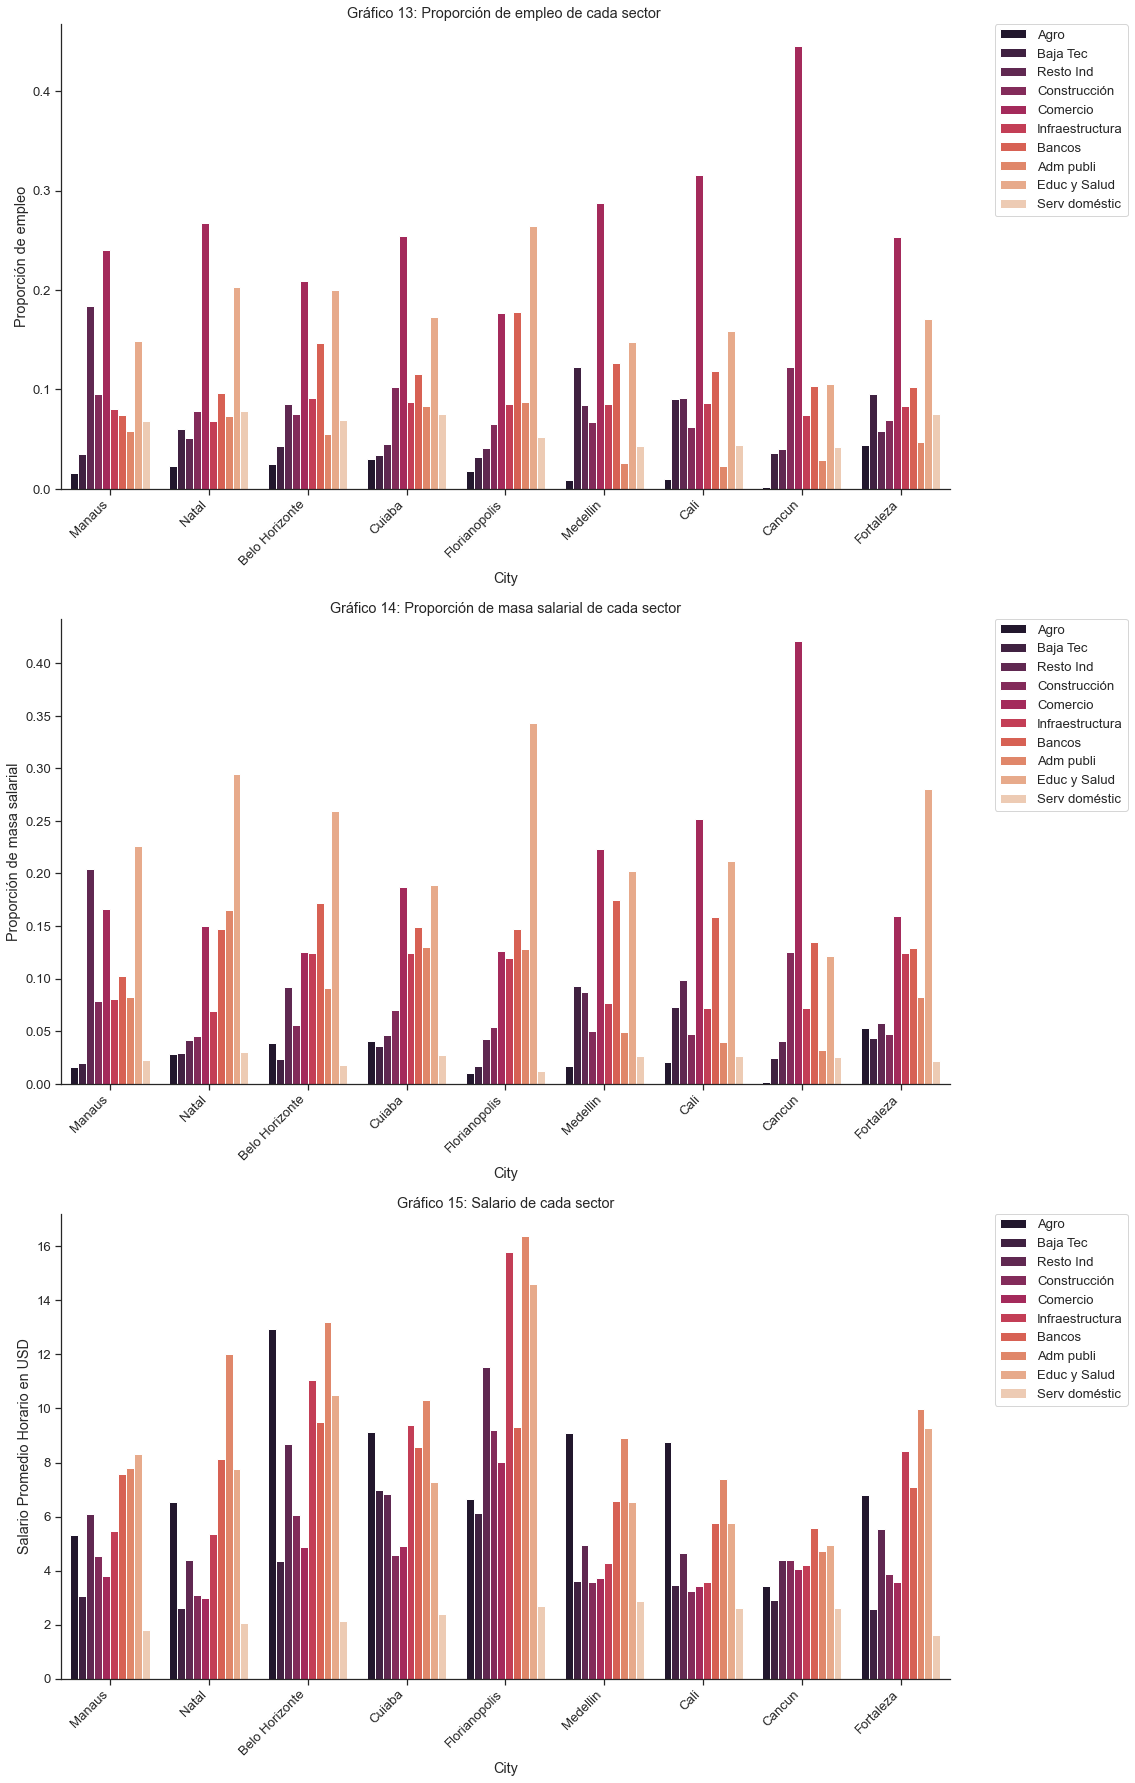 Gráfico 13: Proporción de empleo de cada sector
Proporción de empleo
0.4
0.3
0.2
0.1
0.0
Manaus
Natal
Belo Horizonte
Cuiaba
Florianopolis
Medellin
Cali
Cancun
Fortaleza
City
Agro
Baja Tec
Resto Ind
Construcción
Comercio
Infraestructura
Bancos
Adm publi
Educ y Salud
Serv doméstic
Gráfico 14: Proporción de masa salarial de cada sector
Proporción de masa salarial
0.40
0.35
0.30
0.25
0.20
0.15
0.10
0.05
0.00
Manaus
Natal
Belo Horizonte
Cuiaba
Florianopolis
Medellin
Cali
Cancun
Fortaleza
City
Agro
Baja Tec
Resto Ind
Construcción
Comercio
Infraestructura
Bancos
Adm publi
Educ y Salud
Serv doméstic
Gráfico 15: Salario de cada sector
Salario Promedio Horario en USD
16
14
12
10
8
6
4
2
0
Manaus
Natal
Belo Horizonte
Cuiaba
Florianopolis
Medellin
Cali
Cancun
Fortaleza
City
Agro
Baja Tec
Resto Ind
Construcción
Comercio
Infraestructura
Bancos
Adm publi
Educ y Salud
Serv doméstic